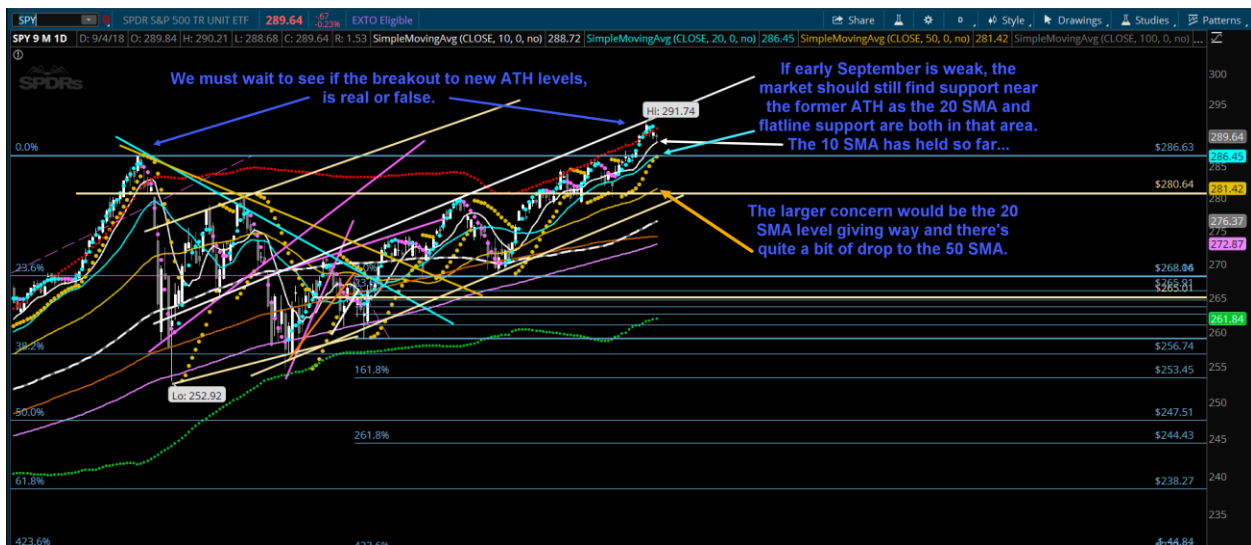 SPY
SPDR S&P 500 TR UNIT ETF
289.64
-.67
-0.23%
EXTO Eligible
Share
D
Style
Drawings
Studies
Patterns
SPY 9 M 1D
D: 9/4/18
O: 289.84
H: 290.21
L: 288.68
C: 289.64
R: 1.53
SimpleMovingAvg (CLOSE, 10, 0, no)
288.72
SimpleMovingAvg (CLOSE, 20, 0, no)
286.45
SimpleMovingAvg (CLOSE, 50, 0, no)
281.42
SimpleMovingAvg (CLOSE, 100, 0, no)
...
SPDRs
We must wait to see if the breakout to new ATH levels,
is real or false.
If early September is weak, the
market should still find support near
the former ATH as the 20 SMA and
flatline support are both in that area.
The 10 SMA has held so far...
Hi: 291.74
The larger concern would be the 20
SMA level giving way and there's
quite a bit of drop to the 50 SMA.
Lo: 252.92
0.0%
23.6%
38.2%
50.0%
61.8%
423.6%
161.8%
261.8%
423.6%
$286.63
$280.64
$265.01
$256.74
$253.45
$247.51
$244.43
$238.27
300
295
289.64
286.45
285
281.42
280
276.37
275
272.87
270
265
261.84
260
255
250
245
240
235